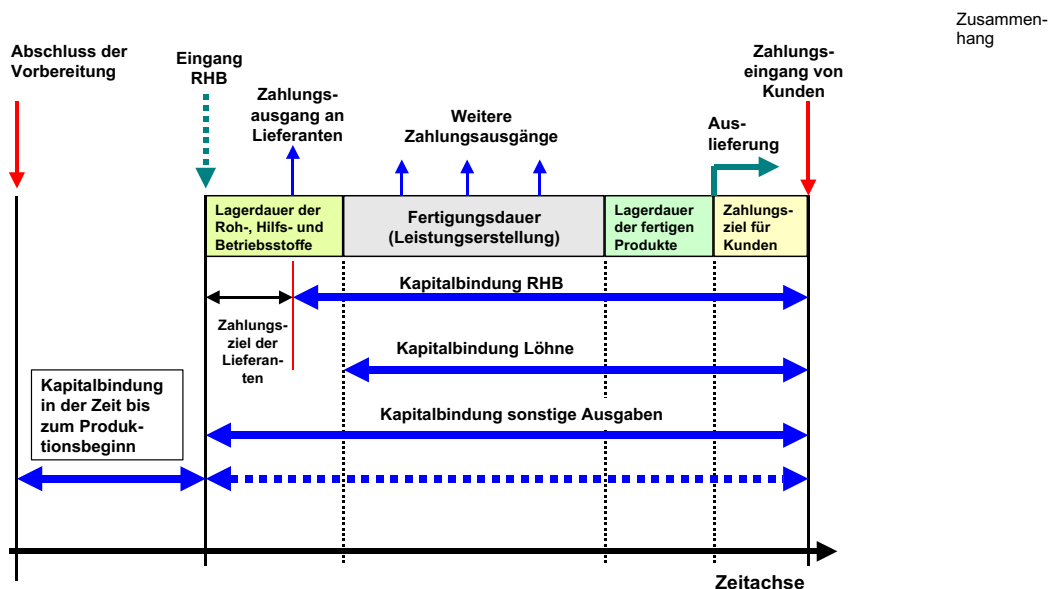 Zusammen-
hang
Abschluss der
Vorbereitung
Eingang
RHB
Zahlungs-
ausgang an
Lieferanten
Weitere
Zahlungsausgänge
Aus-
lieferung
Zahlungs-
eingang von
Kunden
Lagerdauer der
Roh-, Hilfs- und
Betriebsstoffe
Fertigungsdauer
(Leistungserstellung)
Lagerdauer
der fertigen
Produkte
Zahlungs-
ziel für
Kunden
Kapitalbindung RHB
Zahlungs-
ziel der
Lieferan-
ten
Kapitalbindung Löhne
Kapitalbindung
in der Zeit bis
zum Produk-
tionsbeginn
Kapitalbindung sonstige Ausgaben
Zeitachse